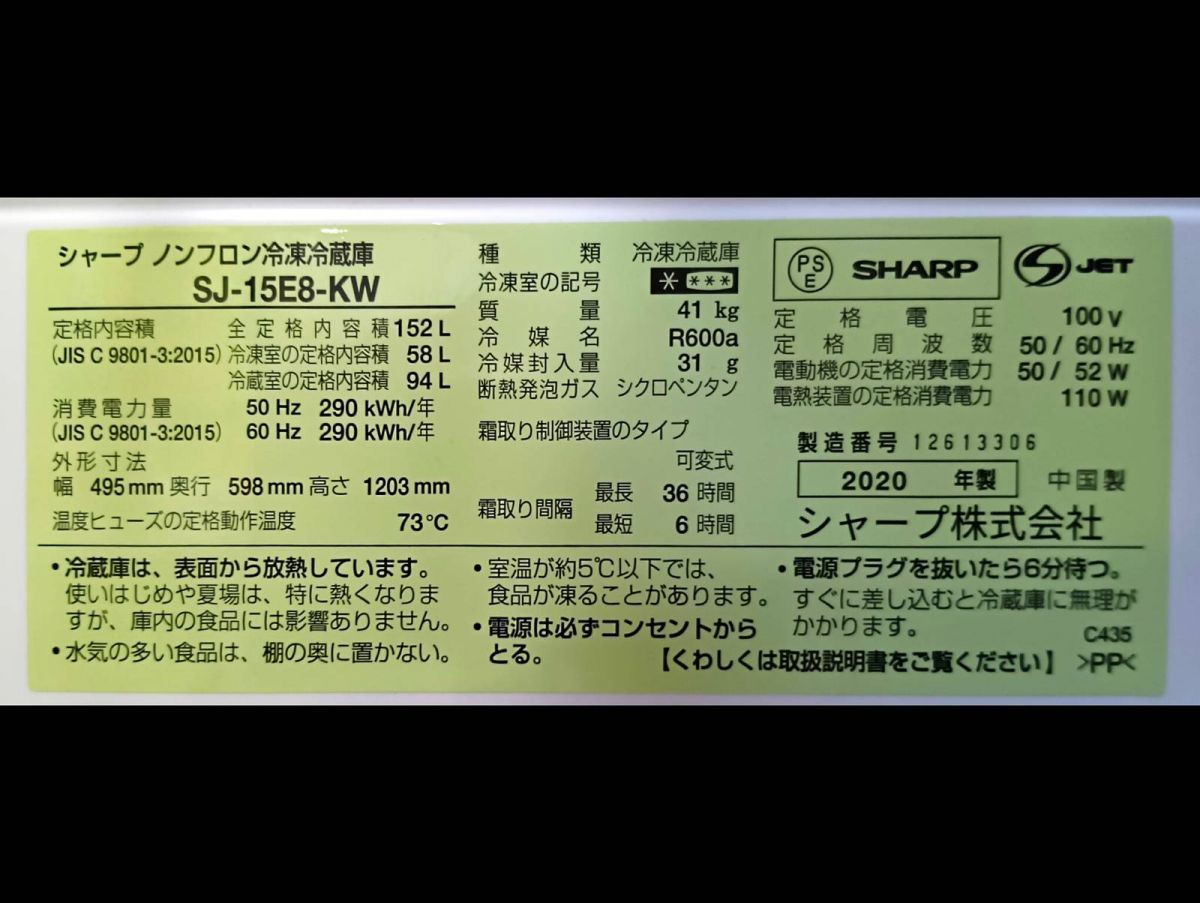 シャープ ノンフロン冷凍冷蔵庫
SJ-15E8-KW
定格内容積 全定格内容積 152 L
(JIS C 9801-3:2015) 冷凍室の定格内容積 58 L
冷蔵室の定格内容積 94 L
消費電力量 50 Hz 290 kWh/年
(JIS C 9801-3:2015) 60 Hz 290 kWh/年
外形寸法
幅 495 mm 奥行 598 mm 高さ 1203 mm
温度ヒューズの定格動作温度 73℃
種類 冷凍冷蔵庫
冷凍室の記号 * ***
質量 41 kg
冷媒名 R600a
冷媒封入量 31 g
断熱発泡ガス シクロペンタン
霜取り制御装置のタイプ
可変式
霜取り間隔 最長 36 時間
最短 6 時間
PS E SHARP JET
定格電圧 100 V
定格周波数 50 / 60 Hz
電動機の定格消費電力 50 / 52 W
電熱装置の定格消費電力 110 W
製造番号 12613306
2020 年製 中国製
シャープ株式会社
•冷蔵庫は、表面から放熱しています。
使いはじめや夏場は、特に熱くなりま
すが、庫内の食品には影響ありません。
•水気の多い食品は、棚の奥に置かない。
•室温が約5℃以下では、
食品が凍ることがあります。
•電源は必ずコンセントから
とる。
•電源プラグを抜いたら6分待つ。
すぐに差し込むと冷蔵庫に無理が
かかります。
C435
【くわしくは取扱説明書をご覧ください】 >PP<